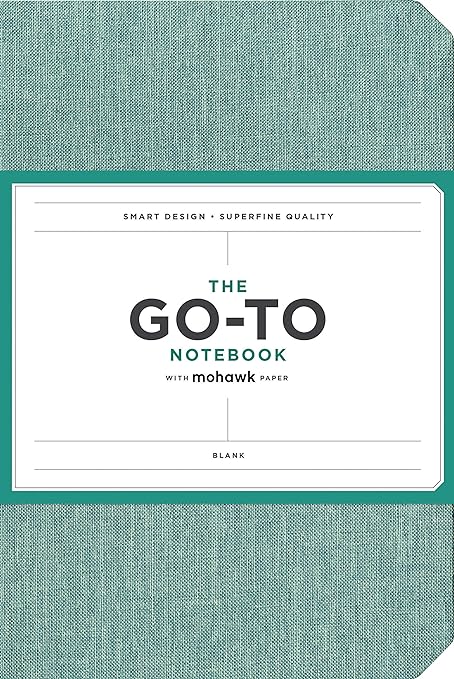 SMART DESIGN + SUPERFINE QUALITY
THE
GO-TO
NOTEBOOK
WITH mohawk PAPER
BLANK